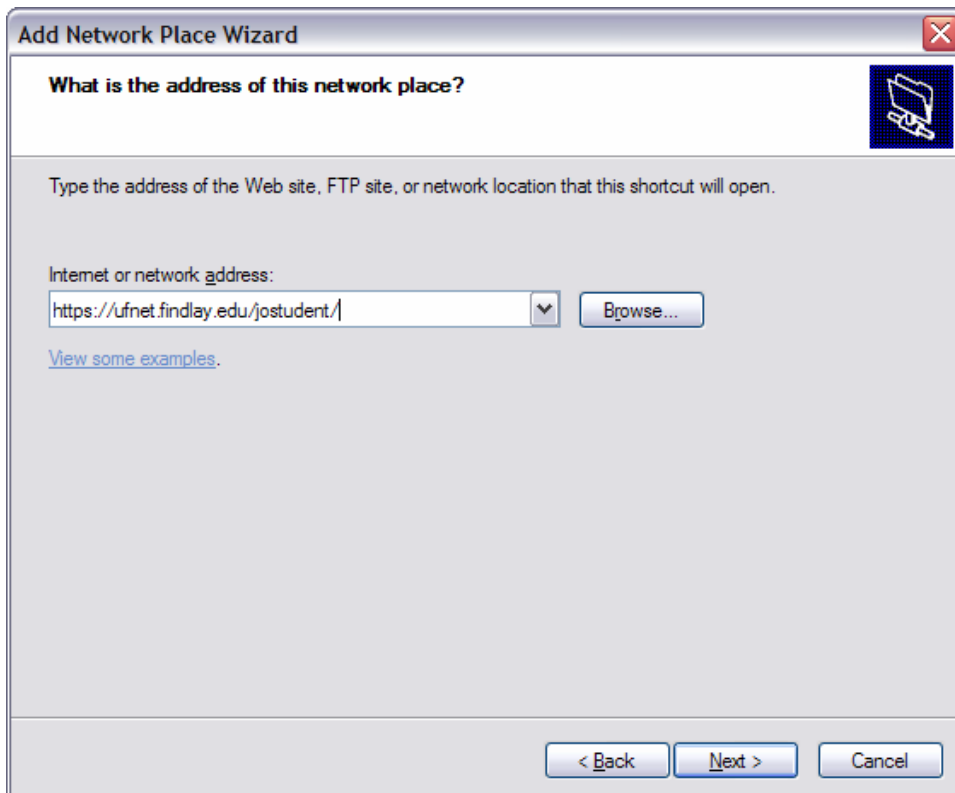 Add Network Place Wizard
What is the address of this network place?
Type the address of the Web site, FTP site, or network location that this shortcut will open.
Internet or network address:
https://ufnet.findlay.edu/jostudent/
Browse...
View some examples.
< Back
Next >
Cancel